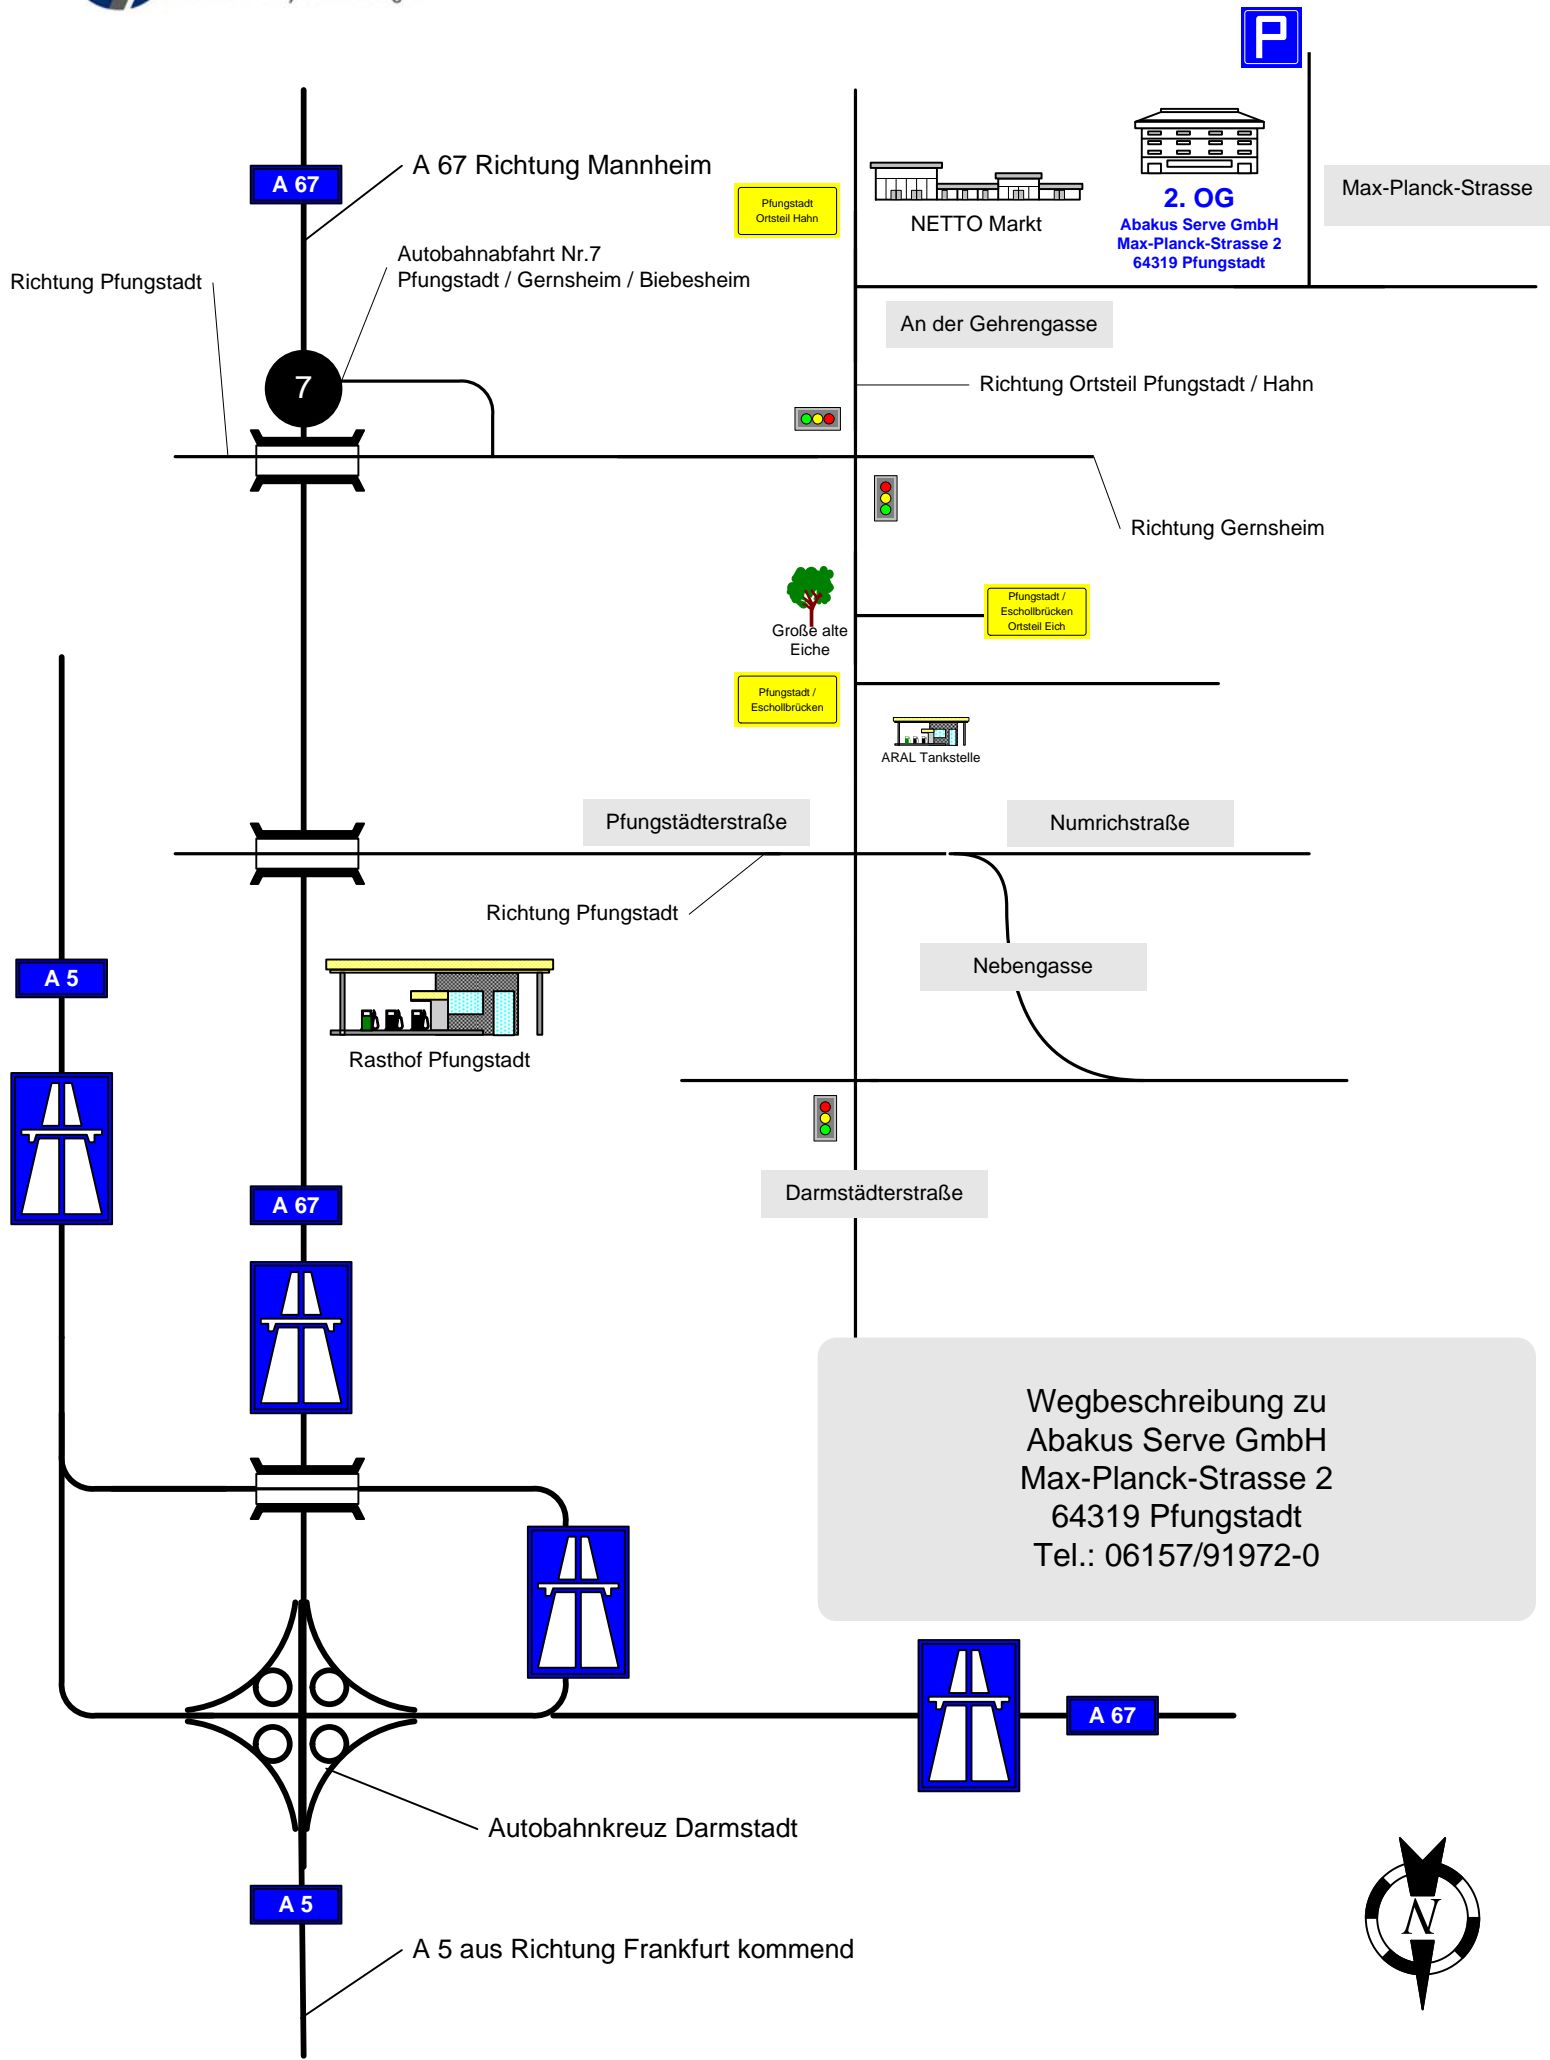 A 67
A 67 Richtung Mannheim
Pfungstadt
Ortsteil Hahn
NETTO Markt
2. OG
Abakus Serve GmbH
Max-Planck-Strasse 2
64319 Pfungstadt
Max-Planck-Strasse
P
Autobahnabfahrt Nr.7
Pfungstadt / Gernsheim / Biebesheim
Richtung Pfungstadt
An der Gehrengasse
7
Richtung Ortsteil Pfungstadt / Hahn
Richtung Gernsheim
Große alte
Eiche
Pfungstadt /
Eschollbrücken
Ortsteil Eich
Pfungstadt /
Eschollbrücken
ARAL Tankstelle
Pfungstädterstraße
Numrichstraße
Richtung Pfungstadt
Nebengasse
A 5
Rasthof Pfungstadt
A 67
Darmstädterstraße
Wegbeschreibung zu
Abakus Serve GmbH
Max-Planck-Strasse 2
64319 Pfungstadt
Tel.: 06157/91972-0
A 67
Autobahnkreuz Darmstadt
A 5
A 5 aus Richtung Frankfurt kommend
N